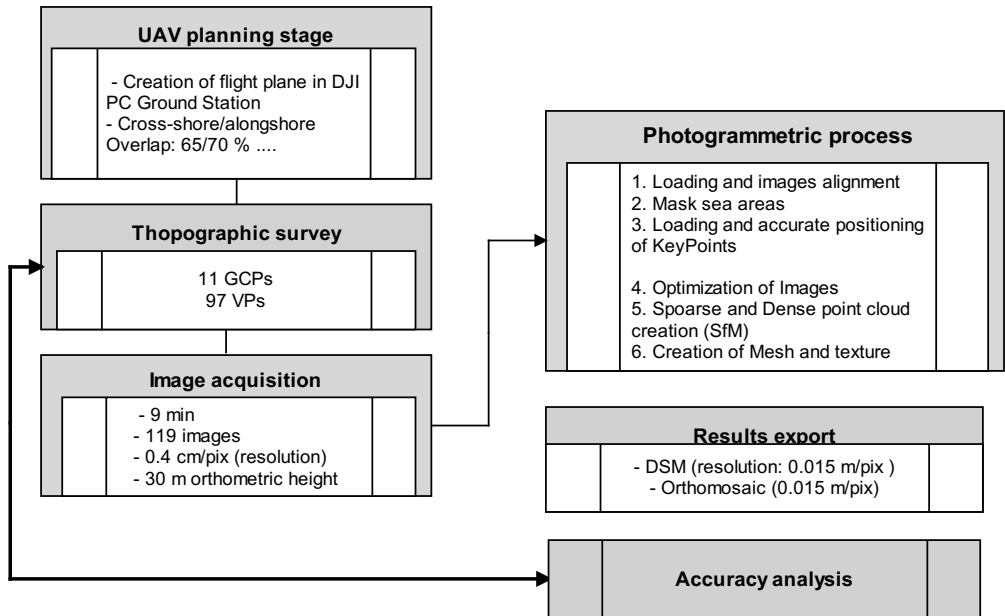 UAV planning stage
- Creation of flight plane in DJI
PC Ground Station
- Cross-shore/alongshore
Overlap: 65/70 % ....
Thopographic survey
11 GCPs
97 VPs
Image acquisition
- 9 min
- 119 images
- 0.4 cm/pix (resolution)
- 30 m orthometric height
Photogrammetric process
1. Loading and images alignment
2. Mask sea areas
3. Loading and accurate positioning
of KeyPoints
4. Optimization of Images
5. Spoarse and Dense point cloud
creation (SfM)
6. Creation of Mesh and texture
Results export
- DSM (resolution: 0.015 m/pix )
- Orthomosaic (0.015 m/pix)
Accuracy analysis